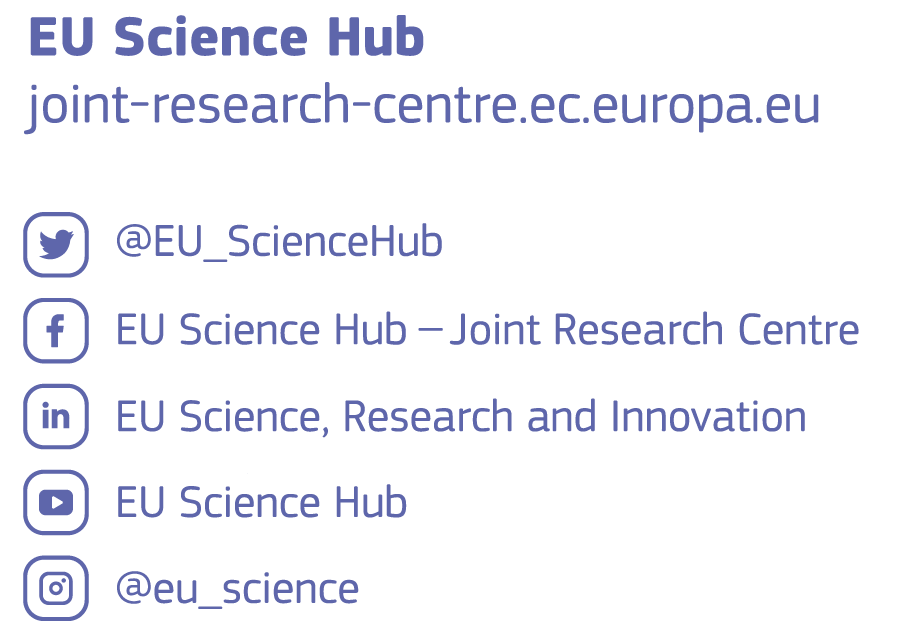 EU Science Hub
joint-research-centre.ec.europa.eu
@EU_ScienceHub
EU Science Hub – Joint Research Centre
in EU Science, Research and Innovation
EU Science Hub
@eu_science